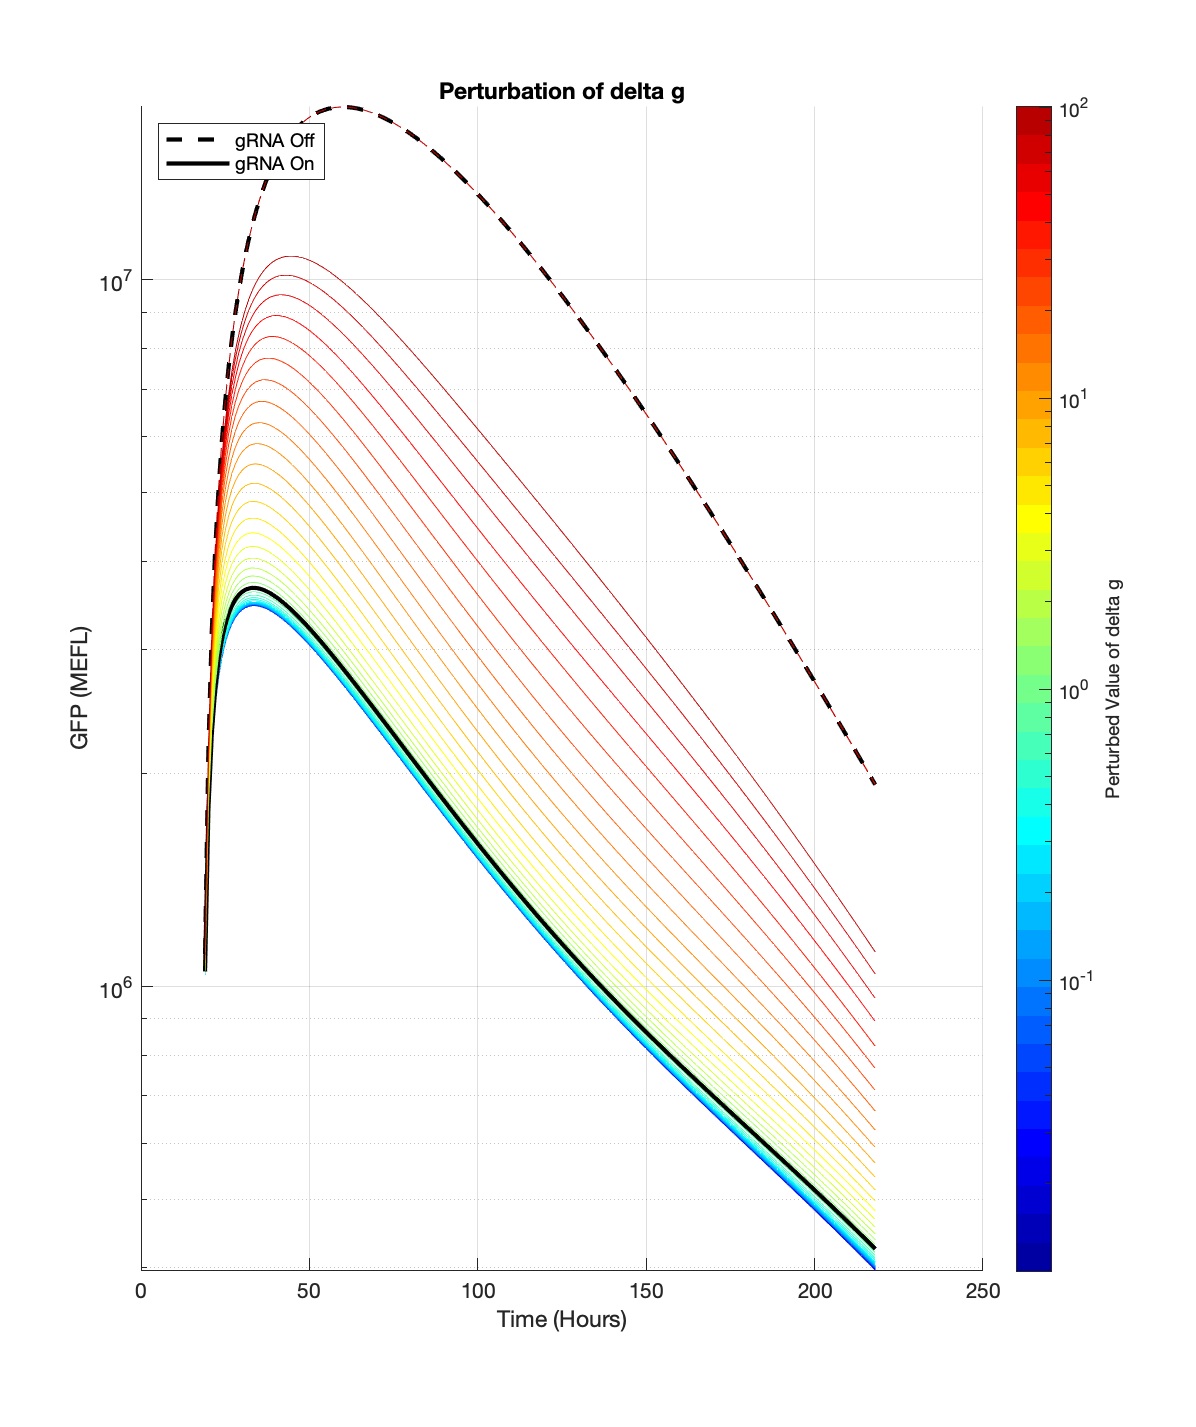 Perturbation of delta g
gRNA Off
gRNA On
GFP (MEFL)
10^7
10^6
0
50
100
150
200
250
Time (Hours)
10^2
10^1
10^0
10^-1
Perturbed Value of delta g